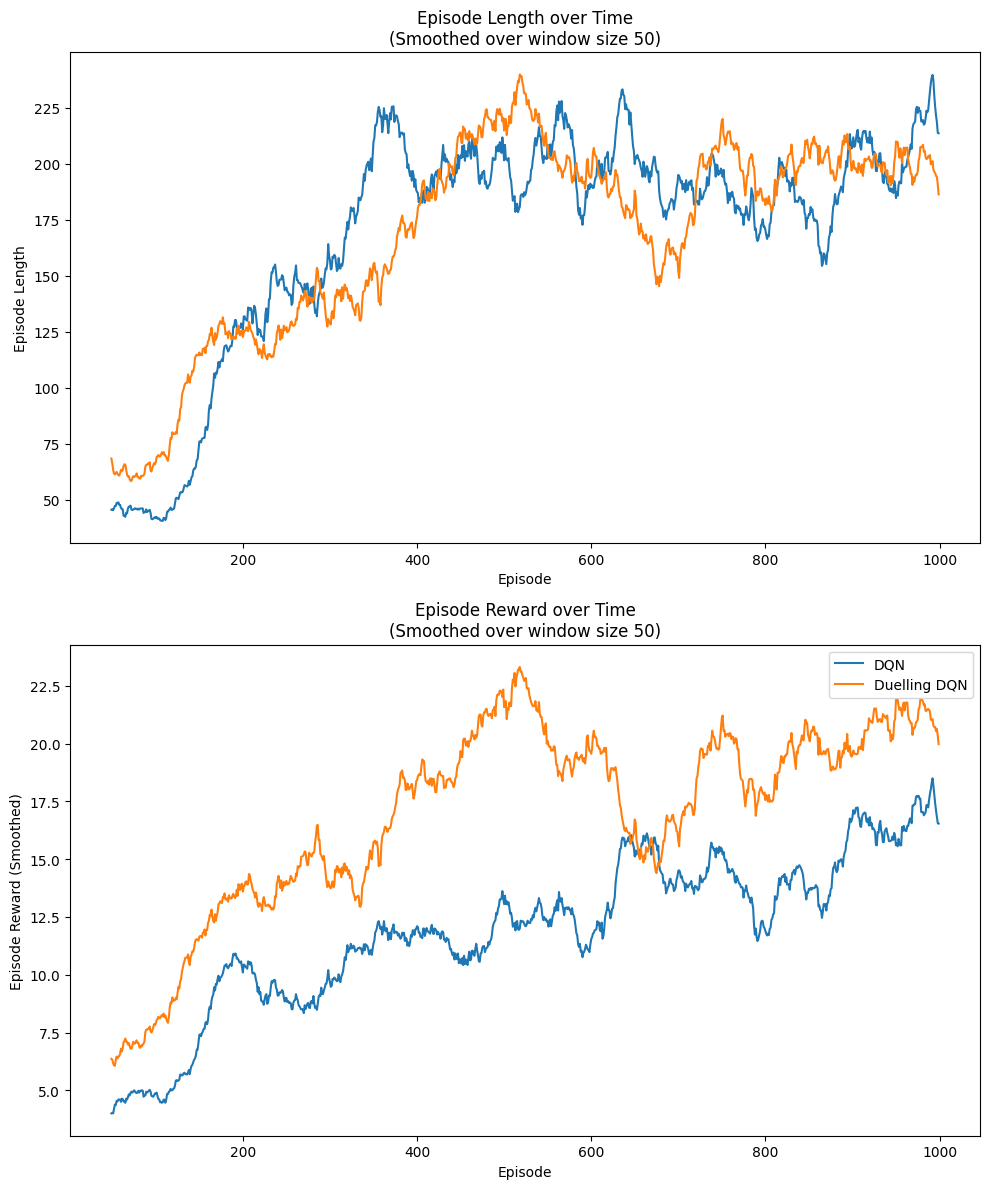 Episode Length over Time
(Smoothed over window size 50)
225
200
175
150
125
100
75
50
Episode Length
200
400
600
800
1000
Episode
Episode Reward over Time
(Smoothed over window size 50)
DQN
Duelling DQN
22.5
20.0
17.5
15.0
12.5
10.0
7.5
5.0
Episode Reward (Smoothed)
200
400
600
800
1000
Episode